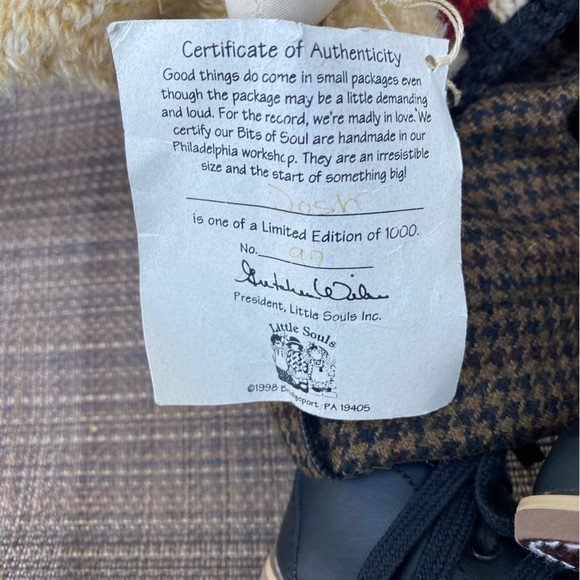 Certificate of Authenticity
Good things do come in small packages even
though the package may be a little demanding
and loud. For the record, we're madly in love. We
certify our Bits of Soul are handmade in our
Philadelphia workshop. They are an irresistible
size and the start of something big!
Josh
is one of a Limited Edition of 1000.
No. 97
Gretchen Wilson
President, Little Souls Inc.
Little Souls
©1998 Bridgeport, PA 19405